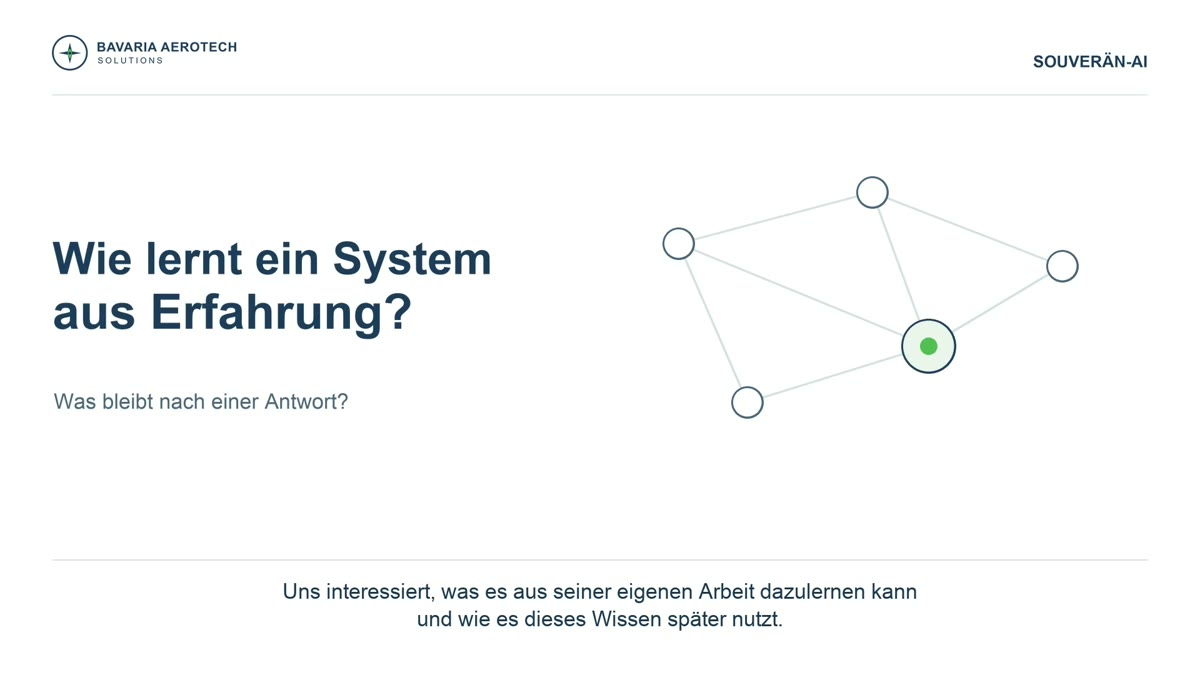 BAVARIA AEROTECH
SOLUTIONS
SOUVERÄN-AI
Wie lernt ein System
aus Erfahrung?
Was bleibt nach einer Antwort?
Uns interessiert, was es aus seiner eigenen Arbeit dazulernen kann
und wie es dieses Wissen später nutzt.